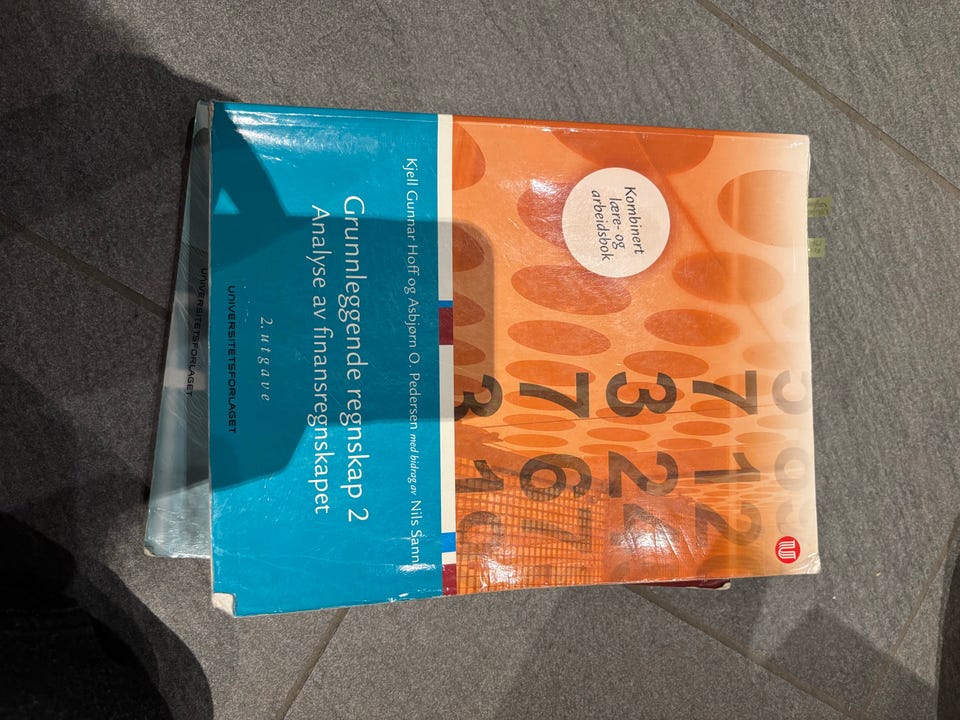 Kombinert
lære- og
arbeidsbok
Kjell Gunnar Hoff og Asbjørn O. Pedersen med bidrag av Nils Sanne
Grunnleggende regnskap 2
Analyse av finansregnskapet
2. utgave
UNIVERSITETSFORLAGET
UNIVERSITETSFORLAGET